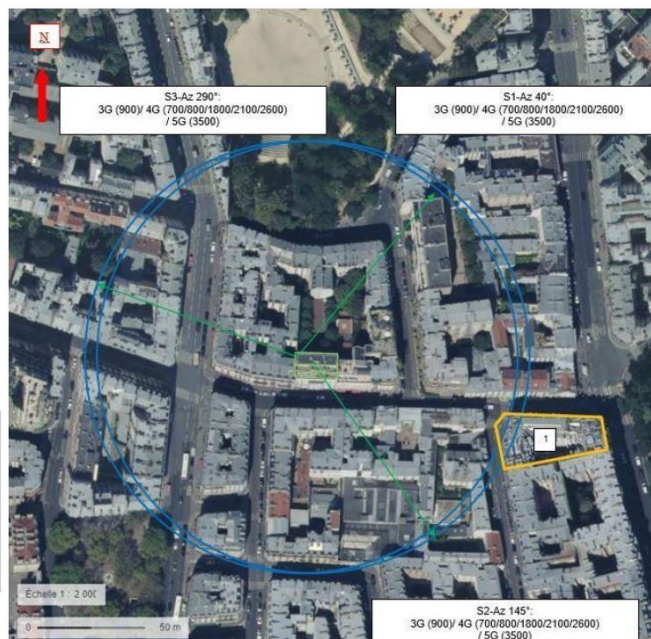 N
S3-Az 290°:
3G (900)/ 4G (700/800/1800/2100/2600)
/ 5G (3500)
S1-Az 40°:
3G (900)/ 4G (700/800/1800/2100/2600)
/ 5G (3500)
1
Échelle 1 : 2 000
0 50 m
S2-Az 145°:
3G (900)/ 4G (700/800/1800/2100/2600)
/ 5G (3500)